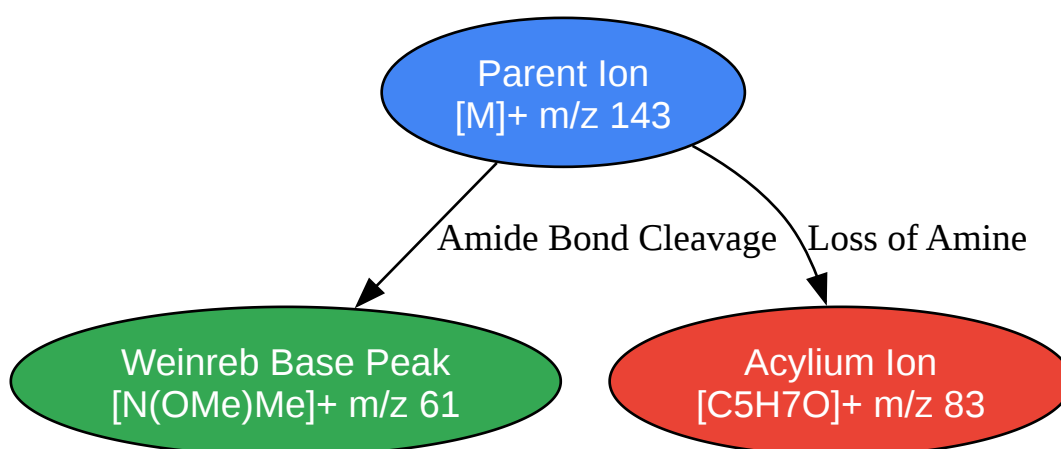 Parent Ion
[M]+ m/z 143
Amide Bond Cleavage
Loss of Amine
Weinreb Base Peak
[N(OMe)Me]+ m/z 61
Acylium Ion
[C5H7O]+ m/z 83